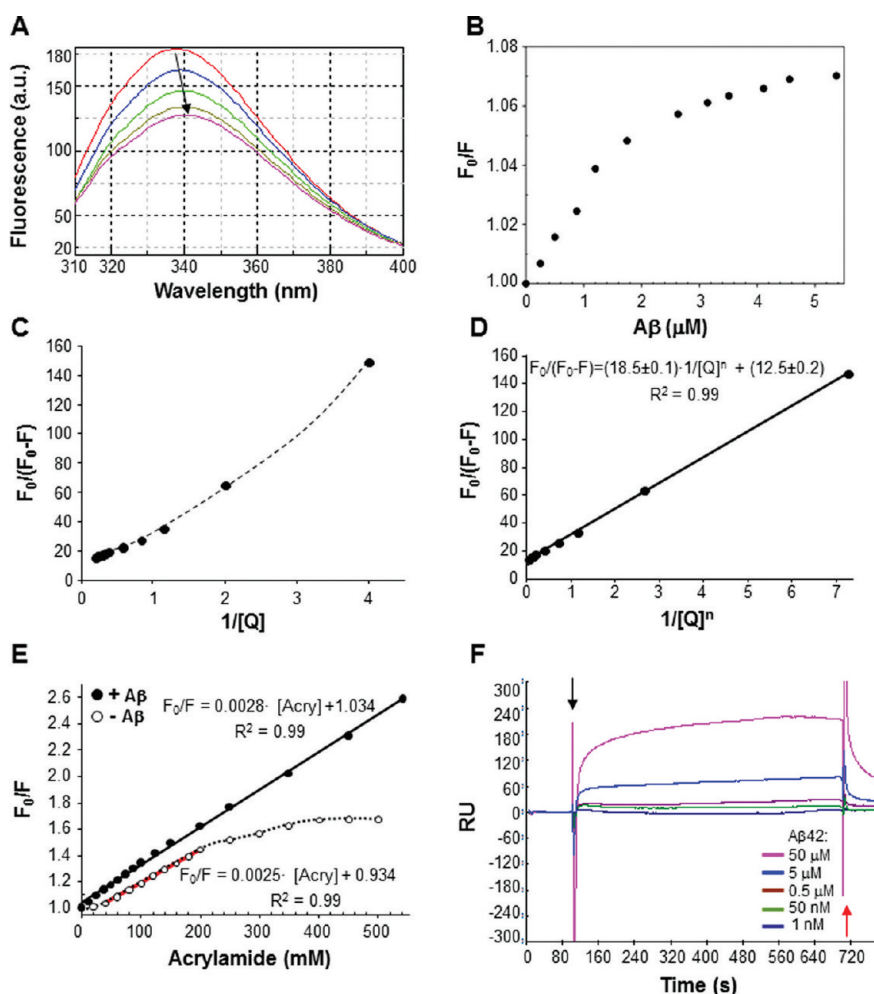 A
Fluorescence (a.u.)
180
150
100
50
20
310 320 340 360 380 400
Wavelength (nm)
B
F0/F
1.08
1.06
1.04
1.02
1.00
0 1 2 3 4 5
Aβ (μM)
C
F0/(F0-F)
160
140
120
100
80
60
40
20
0
0 1 2 3 4
1/[Q]
D
F0/(F0-F)=(18.5±0.1)·1/[Q]ⁿ + (12.5±0.2)
R² = 0.99
F0/(F0-F)
160
140
120
100
80
60
40
20
0
0 1 2 3 4 5 6 7
1/[Q]ⁿ
E
+ Aβ
- Aβ
F0/F = 0.0028· [Acry] +1.034
R² = 0.99
F0/F
2.6
2.4
2.2
2.0
1.8
1.6
1.4
1.2
1.0
F0/F = 0.0025· [Acry] + 0.934
R² = 0.99
0 100 200 300 400 500
Acrylamide (mM)
F
RU
300
240
180
120
60
0
-60
-120
-180
-240
-300
Aβ42:
50 μM
5 μM
0.5 μM
50 nM
1 nM
0 80 160 280 380 480 560 640 720
Time (s)